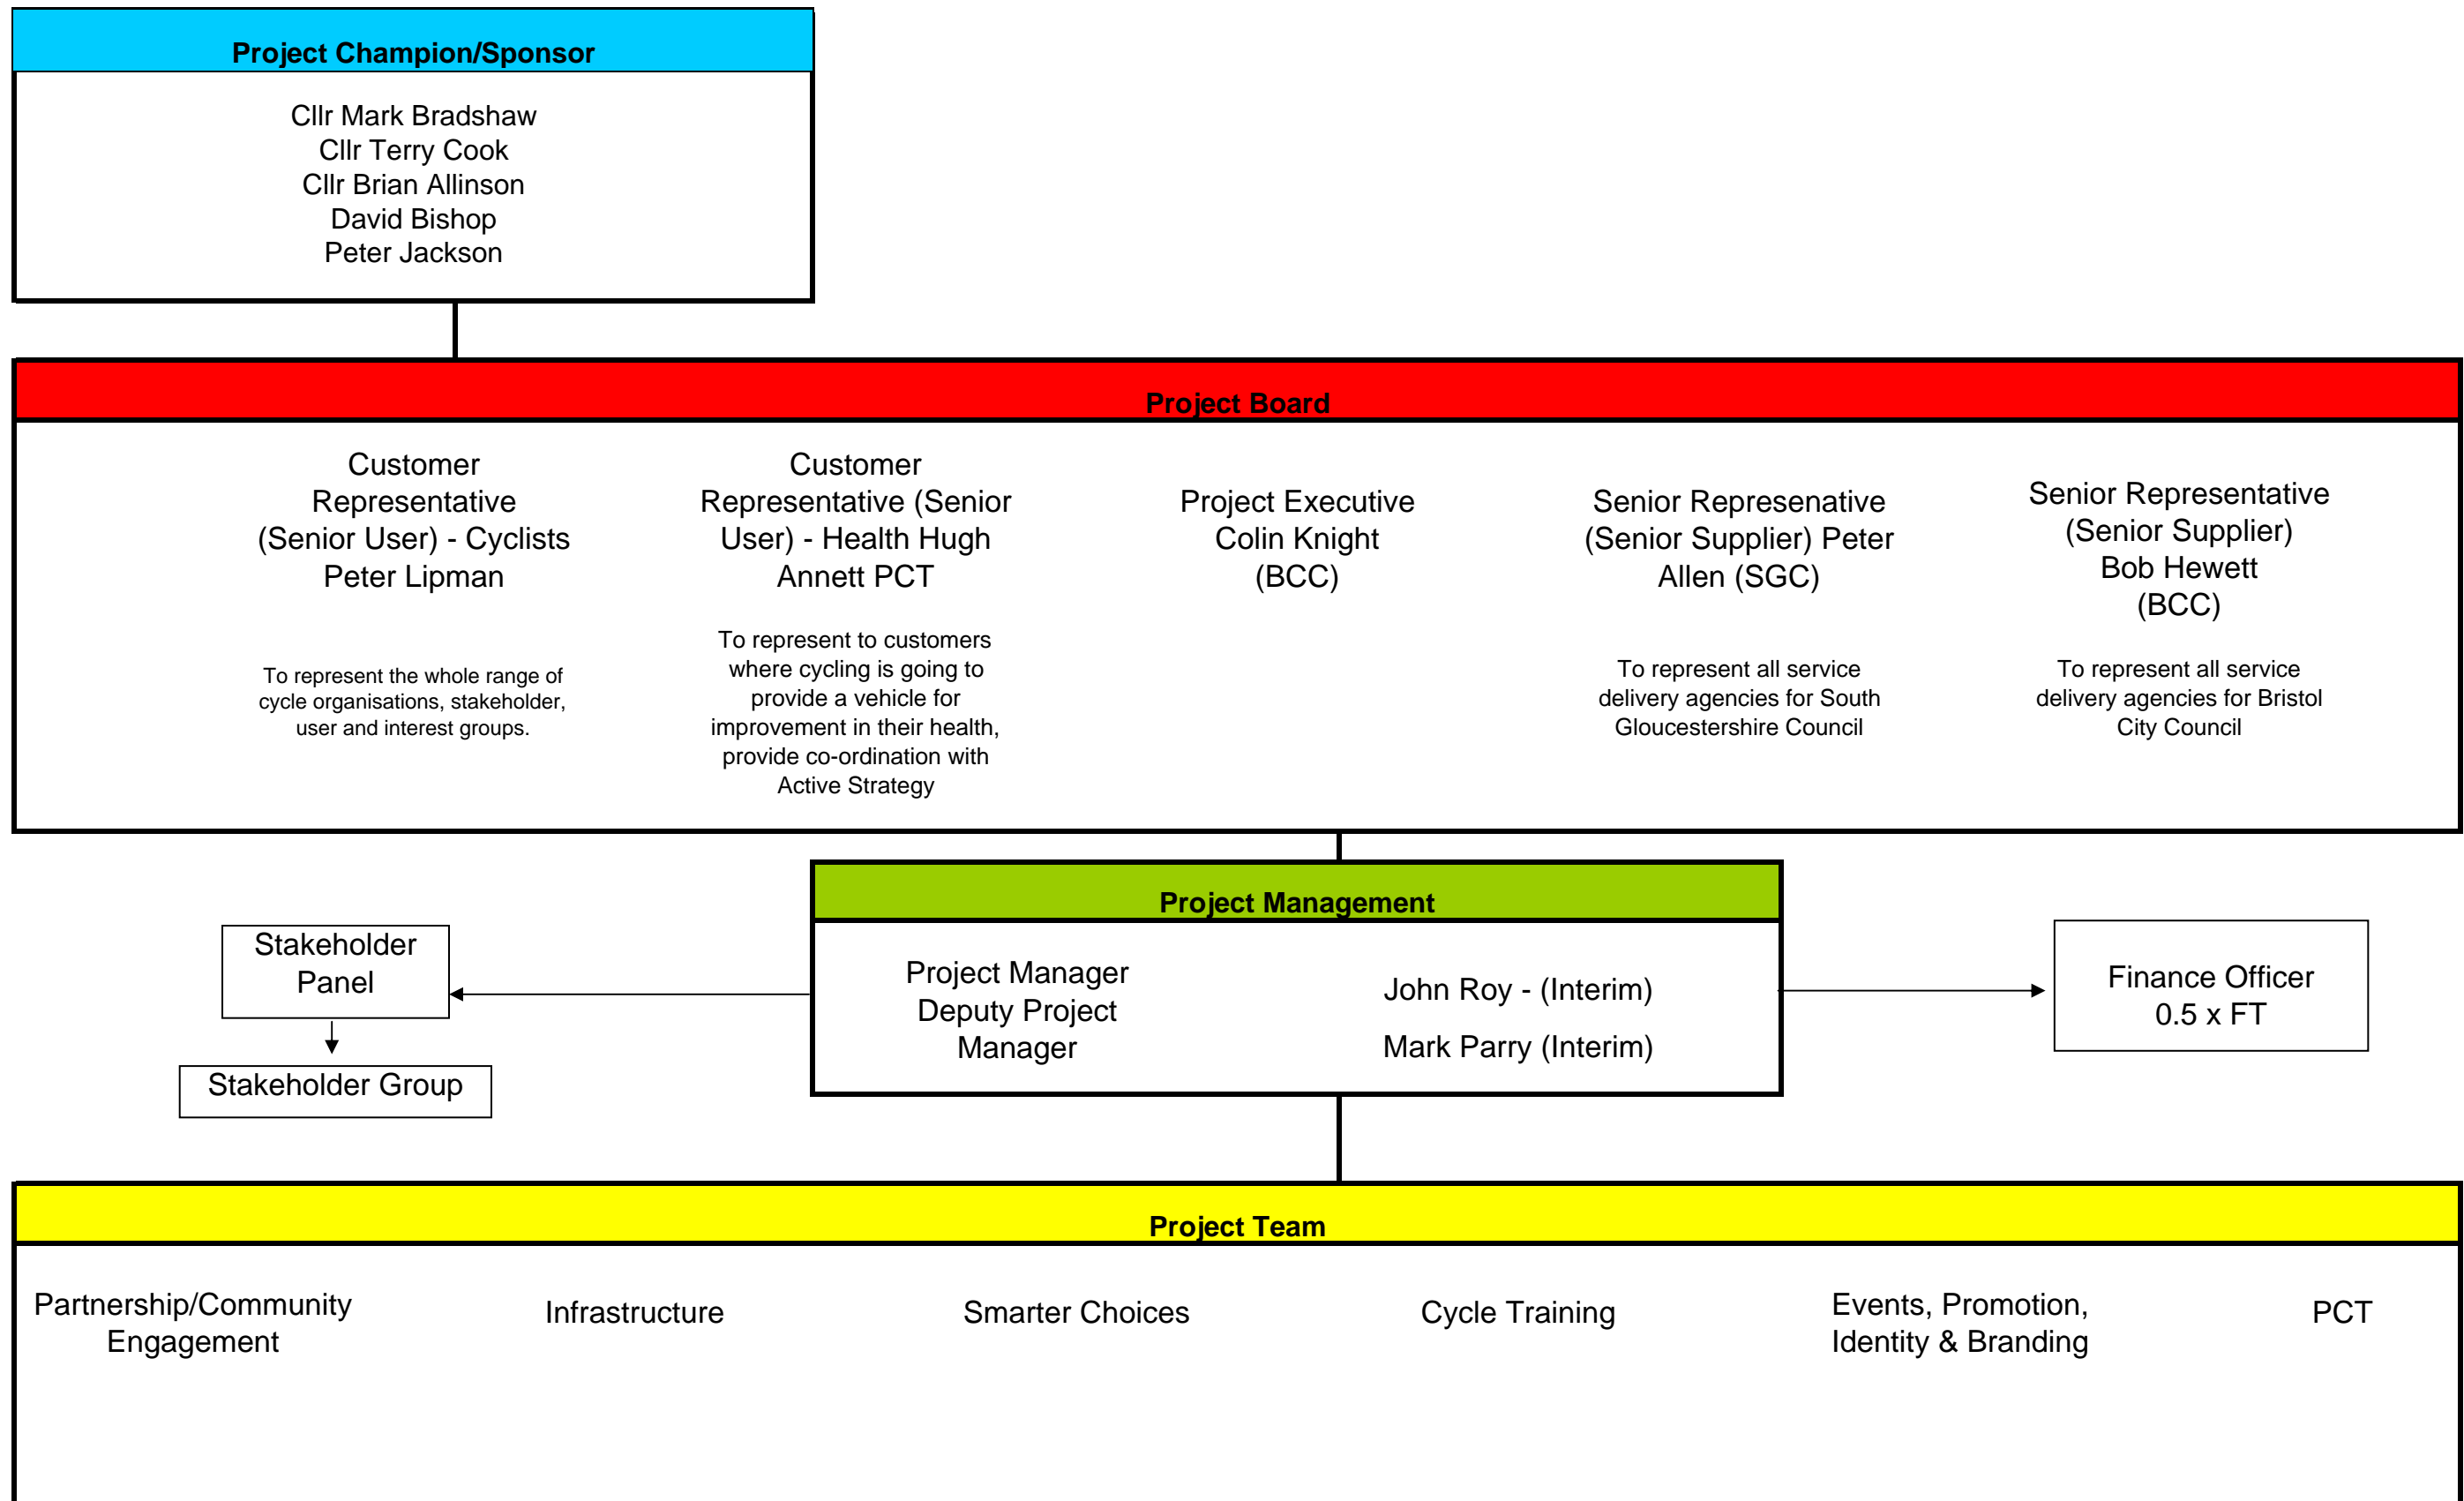 Project Champion/Sponsor
Cllr Mark Bradshaw
Cllr Terry Cook
Cllr Brian Allinson
David Bishop
Peter Jackson
Project Board
Customer
Representative
(Senior User) - Cyclists
Peter Lipman
To represent the whole range of
cycle organisations, stakeholder,
user and interest groups.
Customer
Representative (Senior
User) - Health Hugh
Annett PCT
To represent to customers
where cycling is going to
provide a vehicle for
improvement in their health,
provide co-ordination with
Active Strategy
Project Executive
Colin Knight
(BCC)
Senior Represenative
(Senior Supplier) Peter
Allen (SGC)
To represent all service
delivery agencies for South
Gloucestershire Council
Senior Representative
(Senior Supplier)
Bob Hewett
(BCC)
To represent all service
delivery agencies for Bristol
City Council
Project Management
Project Manager
Deputy Project
Manager
John Roy - (Interim)
Mark Parry (Interim)
Stakeholder
Panel
Stakeholder Group
Finance Officer
0.5 x FT
Project Team
Partnership/Community
Engagement
Infrastructure
Smarter Choices
Cycle Training
Events, Promotion,
Identity & Branding
PCT